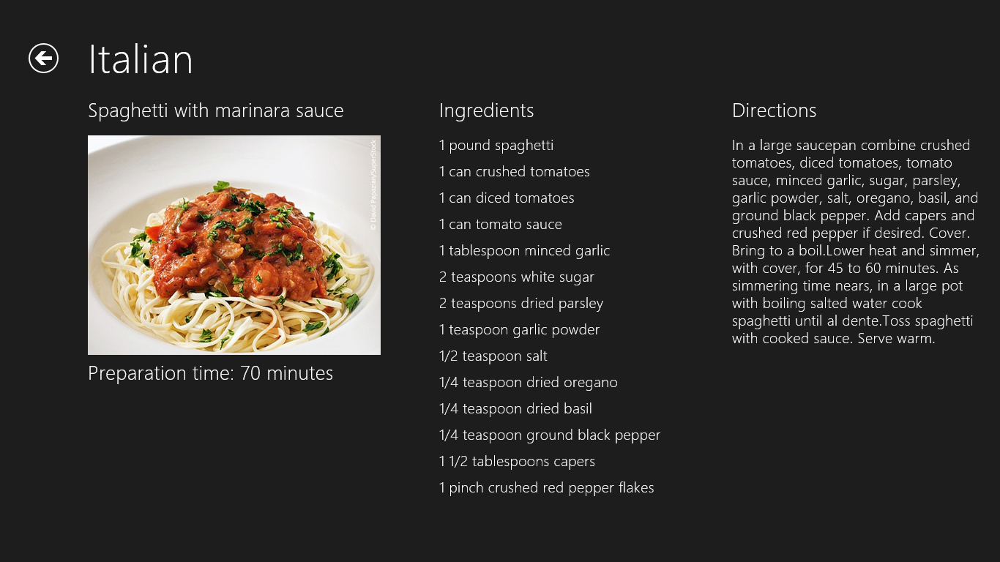 Italian
Spaghetti with marinara sauce
© David Papazian/SuperStock
Preparation time: 70 minutes
Ingredients
1 pound spaghetti
1 can crushed tomatoes
1 can diced tomatoes
1 can tomato sauce
1 tablespoon minced garlic
2 teaspoons white sugar
2 teaspoons dried parsley
1 teaspoon garlic powder
1/2 teaspoon salt
1/4 teaspoon dried oregano
1/4 teaspoon dried basil
1/4 teaspoon ground black pepper
1 1/2 tablespoons capers
1 pinch crushed red pepper flakes
Directions
In a large saucepan combine crushed
tomatoes, diced tomatoes, tomato
sauce, minced garlic, sugar, parsley,
garlic powder, salt, oregano, basil, and
ground black pepper. Add capers and
crushed red pepper if desired. Cover.
Bring to a boil.Lower heat and simmer,
with cover, for 45 to 60 minutes. As
simmering time nears, in a large pot
with boiling salted water cook
spaghetti until al dente.Toss spaghetti
with cooked sauce. Serve warm.